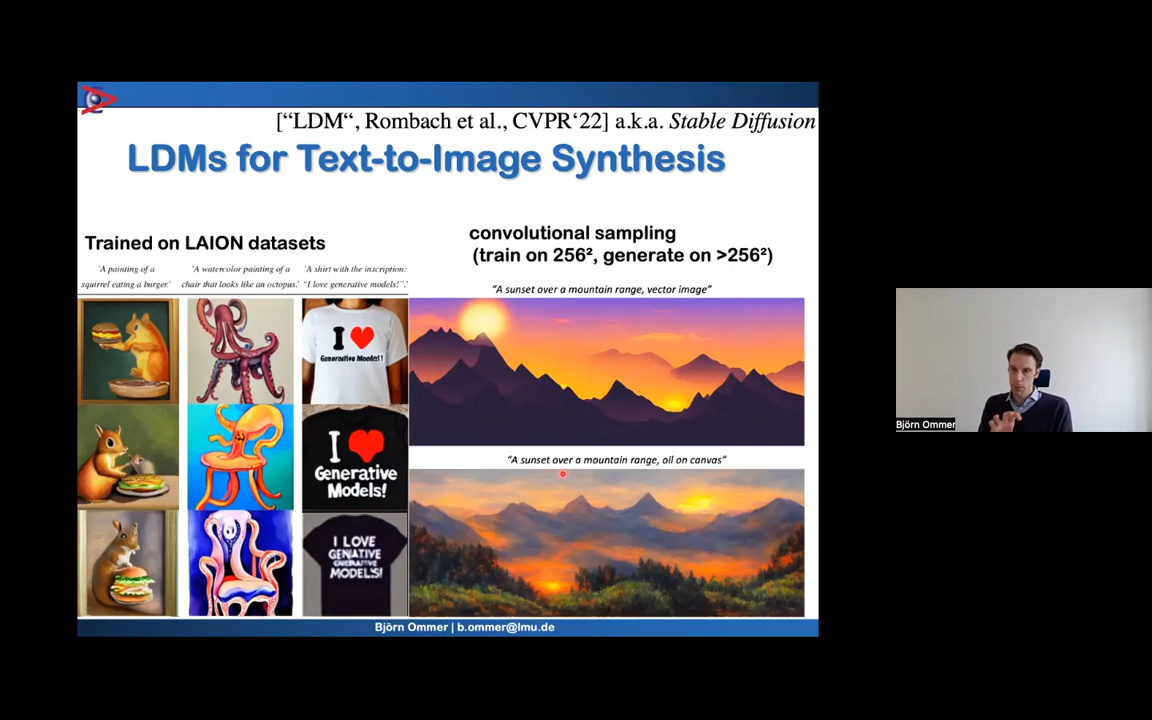 [“LDM“, Rombach et al., CVPR‘22] a.k.a. Stable Diffusion
LDMs for Text-to-Image Synthesis
Trained on LAION datasets
'A painting of a
squirrel eating a burger.'
'A watercolor painting of a
chair that looks like an octopus.'
'A shirt with the inscription:
“I love generative models!”.'
I
Generative Moodel!
I
Generative
Models!
I LOVE
MODELS!
convolutional sampling
(train on 256², generate on >256²)
“A sunset over a mountain range, vector image”
“A sunset over a mountain range, oil on canvas”
Björn Ommer | b.ommer@lmu.de
Björn Ommer